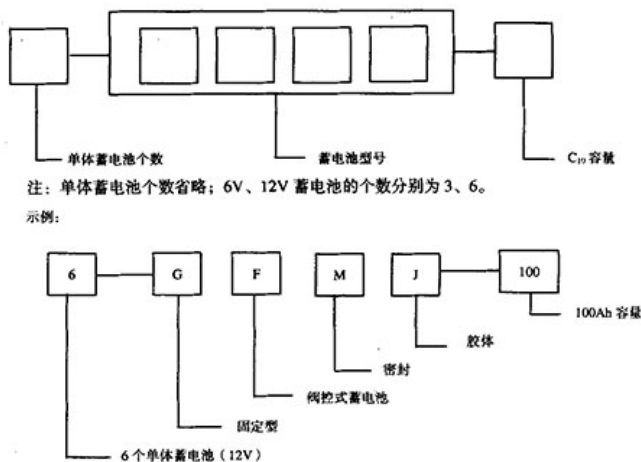 单体蓄电池个数 蓄电池型号 C₁₀容量
注：单体蓄电池个数省略；6V、12V 蓄电池的个数分别为 3、6。
示例：
6 G F M J 100
100Ah 容量
胶体
密封
阀控式蓄电池
固定型
6 个单体蓄电池（12V）